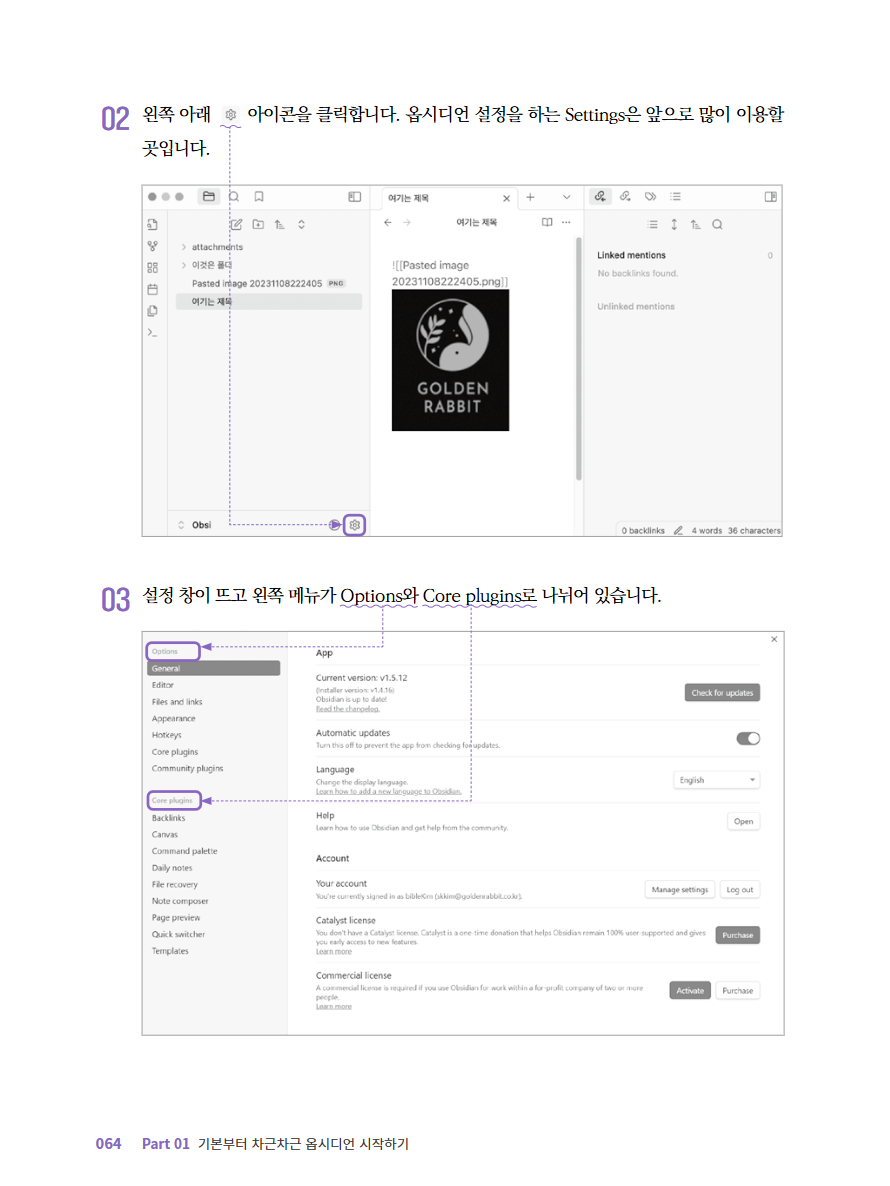 02 왼쪽 아래 아이콘을 클릭합니다. 옵시디언 설정을 하는 Settings은 앞으로 많이 이용할
곳입니다.
여기는 제목
여기는 제목
attachments
이것은 폴더
Pasted image 20231108222405 PNG
여기는 제목
![[Pasted image
20231108222405.png]]
GOLDEN
RABBIT
Linked mentions 0
No backlinks found.
Unlinked mentions
Obsi
0 backlinks 4 words 36 characters
03 설정 창이 뜨고 왼쪽 메뉴가 Options와 Core plugins로 나뉘어 있습니다.
Options
General
Editor
Files and links
Appearance
Hotkeys
Core plugins
Community plugins
Core plugins
Backlinks
Canvas
Command palette
Daily notes
File recovery
Note composer
Page preview
Quick switcher
Templates
App
Current version: v1.5.12
(Installer version: v1.4.16)
Obsidian is up to date!
Read the changelog.
Check for updates
Automatic updates
Turn this off to prevent the app from checking for updates.
Language
Change the display language.
Learn how to add a new language to Obsidian.
English
Help
Learn how to use Obsidian and get help from the community.
Open
Account
Your account
You're currently signed in as bibleKim (skkim@goldenrabbit.co.kr).
Manage settings Log out
Catalyst license
You don't have a Catalyst license. Catalyst is a one-time donation that helps Obsidian remain 100% user-supported and gives
you early access to new features.
Learn more
Purchase
Commercial license
A commercial license is required if you use Obsidian for work within a for-profit company of two or more
people.
Learn more
Activate Purchase
064 Part 01 기본부터 차근차근 옵시디언 시작하기